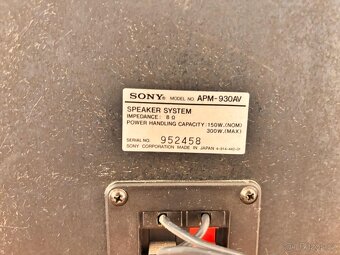 SONY® MODEL NO. APM-930AV
SPEAKER SYSTEM
IMPEDANCE: 8 Ω
POWER HANDLING CAPACITY: 150W.(NOM)
300W.(MAX)
SERIAL NO. 952458
SONY CORPORATION MADE IN JAPAN